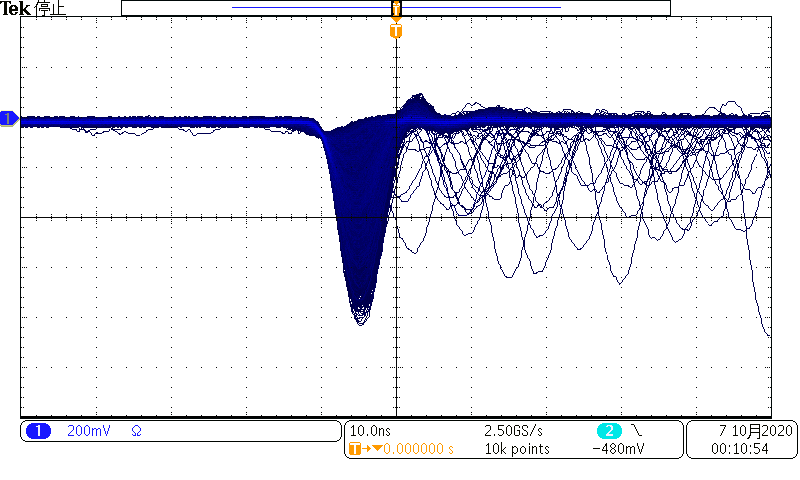 Tek 停止
T
T
1
1 200mV Ω 10.0ns 2.50GS/s 2 -480mV 7 10月2020
T→▼0.000000 s 10k points −480mV 00:10:54